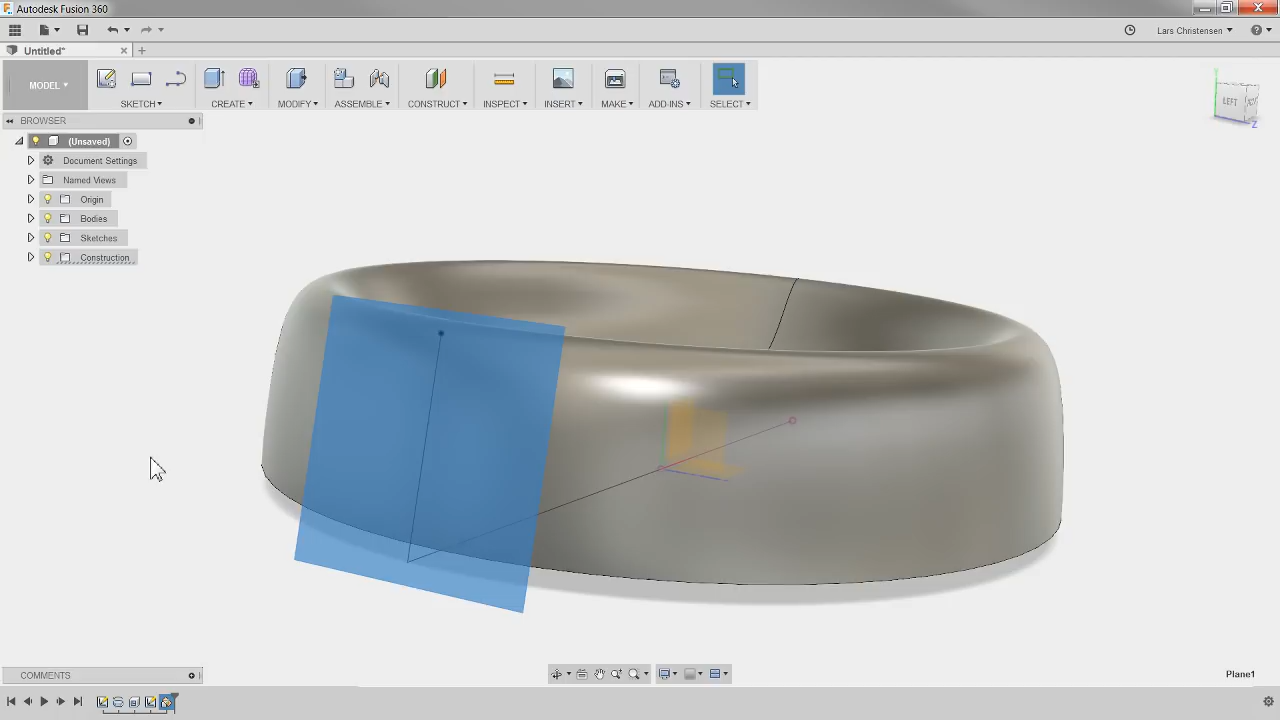 Autodesk Fusion 360
Lars Christensen
Untitled*
MODEL
SKETCH
CREATE
MODIFY
ASSEMBLE
CONSTRUCT
INSPECT
INSERT
MAKE
ADD-INS
SELECT
LEFT
Z
BROWSER
(Unsaved)
Document Settings
Named Views
Origin
Bodies
Sketches
Construction
COMMENTS
Plane1